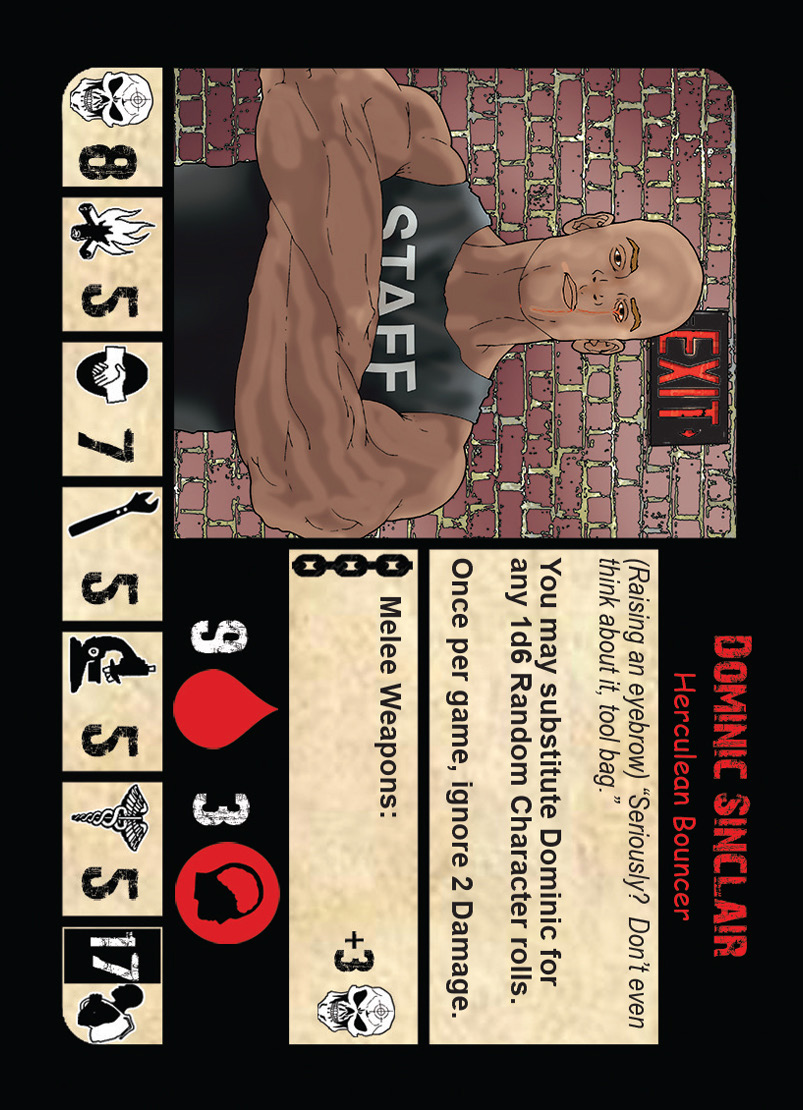 DOMINIC SINCLAIR
Herculean Bouncer
EXIT
STAFF
(Raising an eyebrow) “Seriously? Don’t even
think about it, tool bag.”
You may substitute Dominic for
any 1d6 Random Character rolls.
Once per game, ignore 2 Damage.
Melee Weapons:
+3
9 3
8 5 7 5 5 5 17